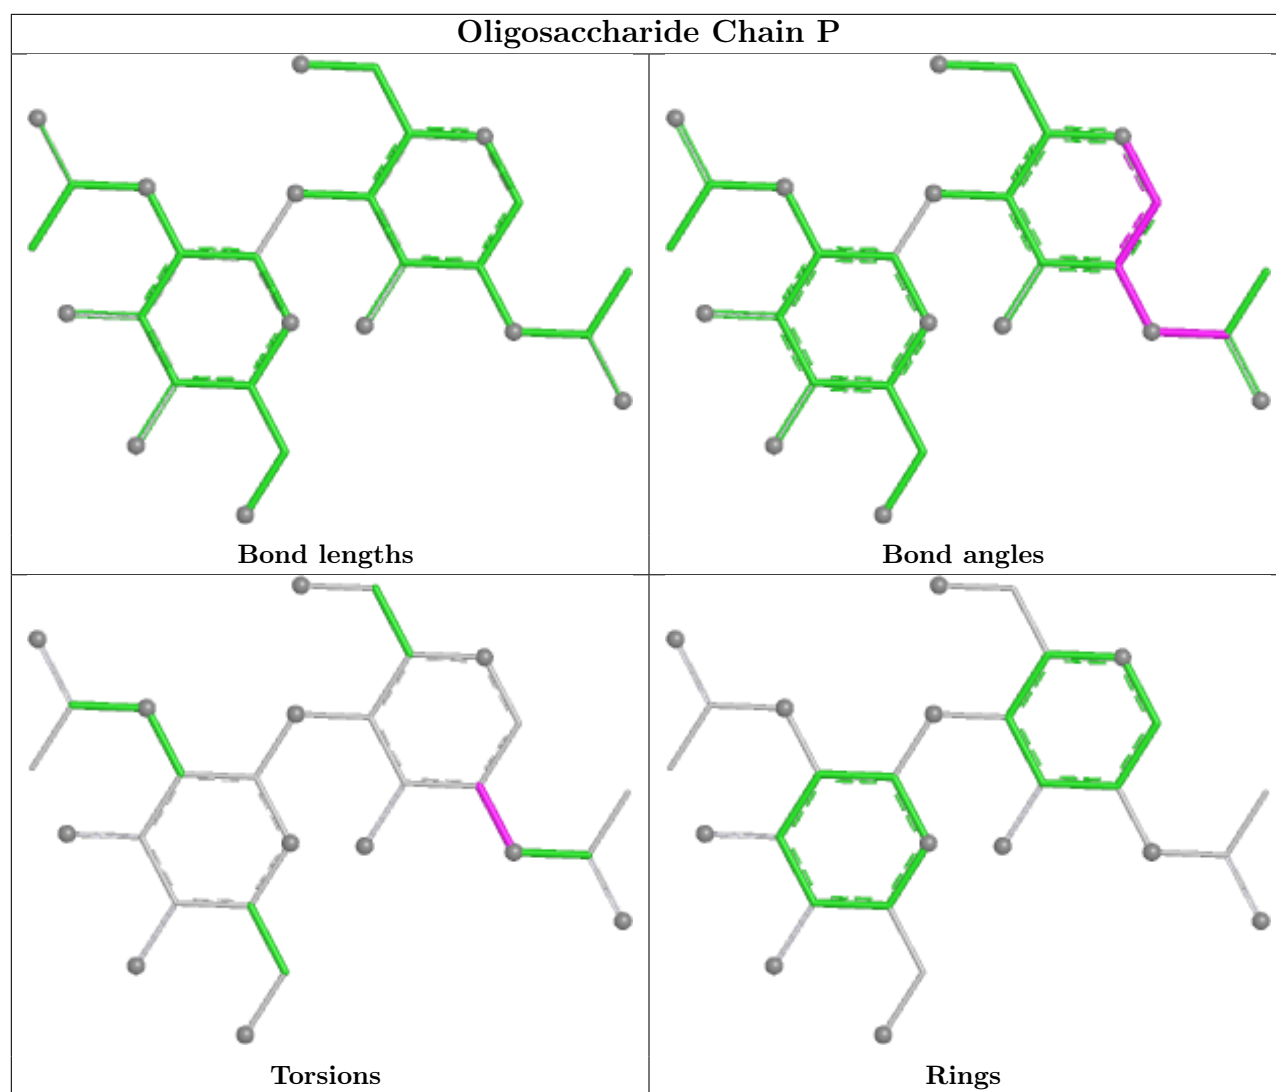 Oligosaccharide Chain P
Bond lengths
Bond angles
Torsions
Rings